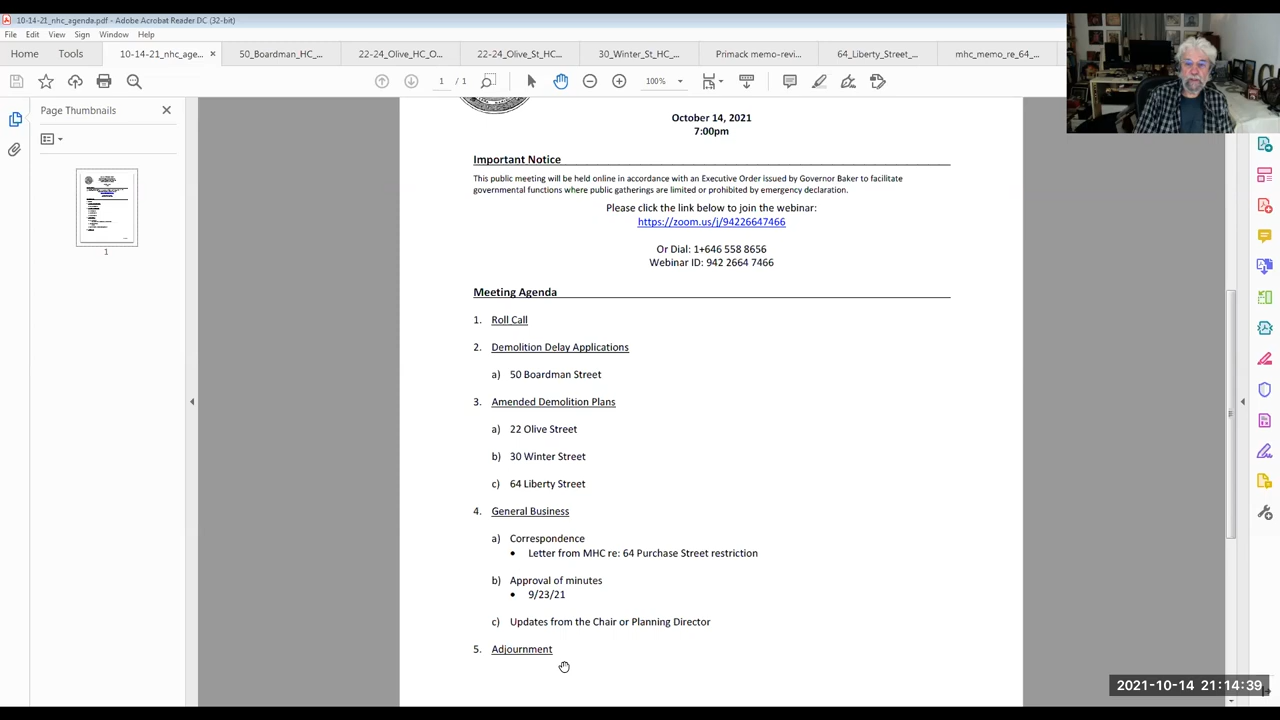 10-14-21_nhc_agenda.pdf - Adobe Acrobat Reader DC (32-bit)
File Edit View Sign Window Help
Home Tools 10-14-21_nhc_age... × 50_Boardman_HC_... 22-24_Olive_HC_O... 22-24_Olive_St_HC... 30_Winter_St_HC_... Primack memo-revi... 64_Liberty_Street_... mhc_memo_re_64_...
1 / 1 100%
Page Thumbnails
1
October 14, 2021
7:00pm
Important Notice
This public meeting will be held online in accordance with an Executive Order issued by Governor Baker to facilitate
governmental functions where public gatherings are limited or prohibited by emergency declaration.
Please click the link below to join the webinar:
https://zoom.us/j/94226647466
Or Dial: 1+646 558 8656
Webinar ID: 942 2664 7466
Meeting Agenda
1. Roll Call
2. Demolition Delay Applications
a) 50 Boardman Street
3. Amended Demolition Plans
a) 22 Olive Street
b) 30 Winter Street
c) 64 Liberty Street
4. General Business
a) Correspondence
• Letter from MHC re: 64 Purchase Street restriction
b) Approval of minutes
• 9/23/21
c) Updates from the Chair or Planning Director
5. Adjournment
2021-10-14 21:14:39